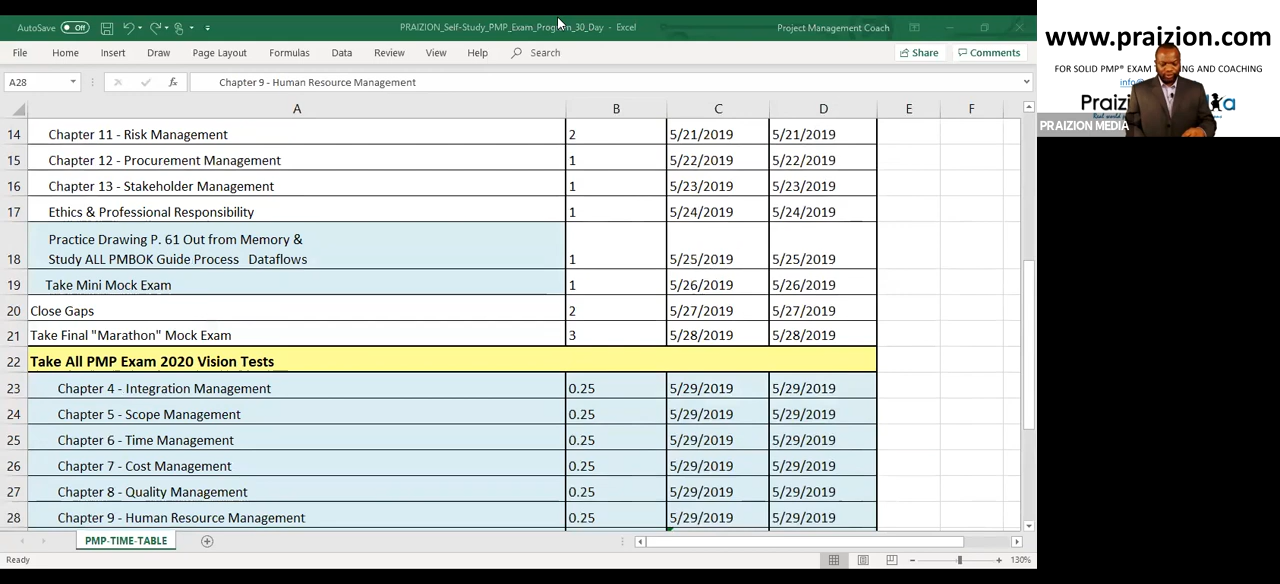 AutoSave Off
PRAIZION_Self-Study_PMP_Exam_Program_30_Day - Excel
Project Management Coach
File Home Insert Draw Page Layout Formulas Data Review View Help Search Share Comments
A28 fx Chapter 9 - Human Resource Management
A B C D E F
14 Chapter 11 - Risk Management 2 5/21/2019 5/21/2019
15 Chapter 12 - Procurement Management 1 5/22/2019 5/22/2019
16 Chapter 13 - Stakeholder Management 1 5/23/2019 5/23/2019
17 Ethics & Professional Responsibility 1 5/24/2019 5/24/2019
Practice Drawing P. 61 Out from Memory &
18 Study ALL PMBOK Guide Process Dataflows 1 5/25/2019 5/25/2019
19 Take Mini Mock Exam 1 5/26/2019 5/26/2019
20 Close Gaps 2 5/27/2019 5/27/2019
21 Take Final "Marathon" Mock Exam 3 5/28/2019 5/28/2019
22 Take All PMP Exam 2020 Vision Tests
23 Chapter 4 - Integration Management 0.25 5/29/2019 5/29/2019
24 Chapter 5 - Scope Management 0.25 5/29/2019 5/29/2019
25 Chapter 6 - Time Management 0.25 5/29/2019 5/29/2019
26 Chapter 7 - Cost Management 0.25 5/29/2019 5/29/2019
27 Chapter 8 - Quality Management 0.25 5/29/2019 5/29/2019
28 Chapter 9 - Human Resource Management 0.25 5/29/2019 5/29/2019
PMP-TIME-TABLE
Ready
130%
www.praizion.com
FOR SOLID PMP® EXAM AND COACHING
PRAIZION MEDIA